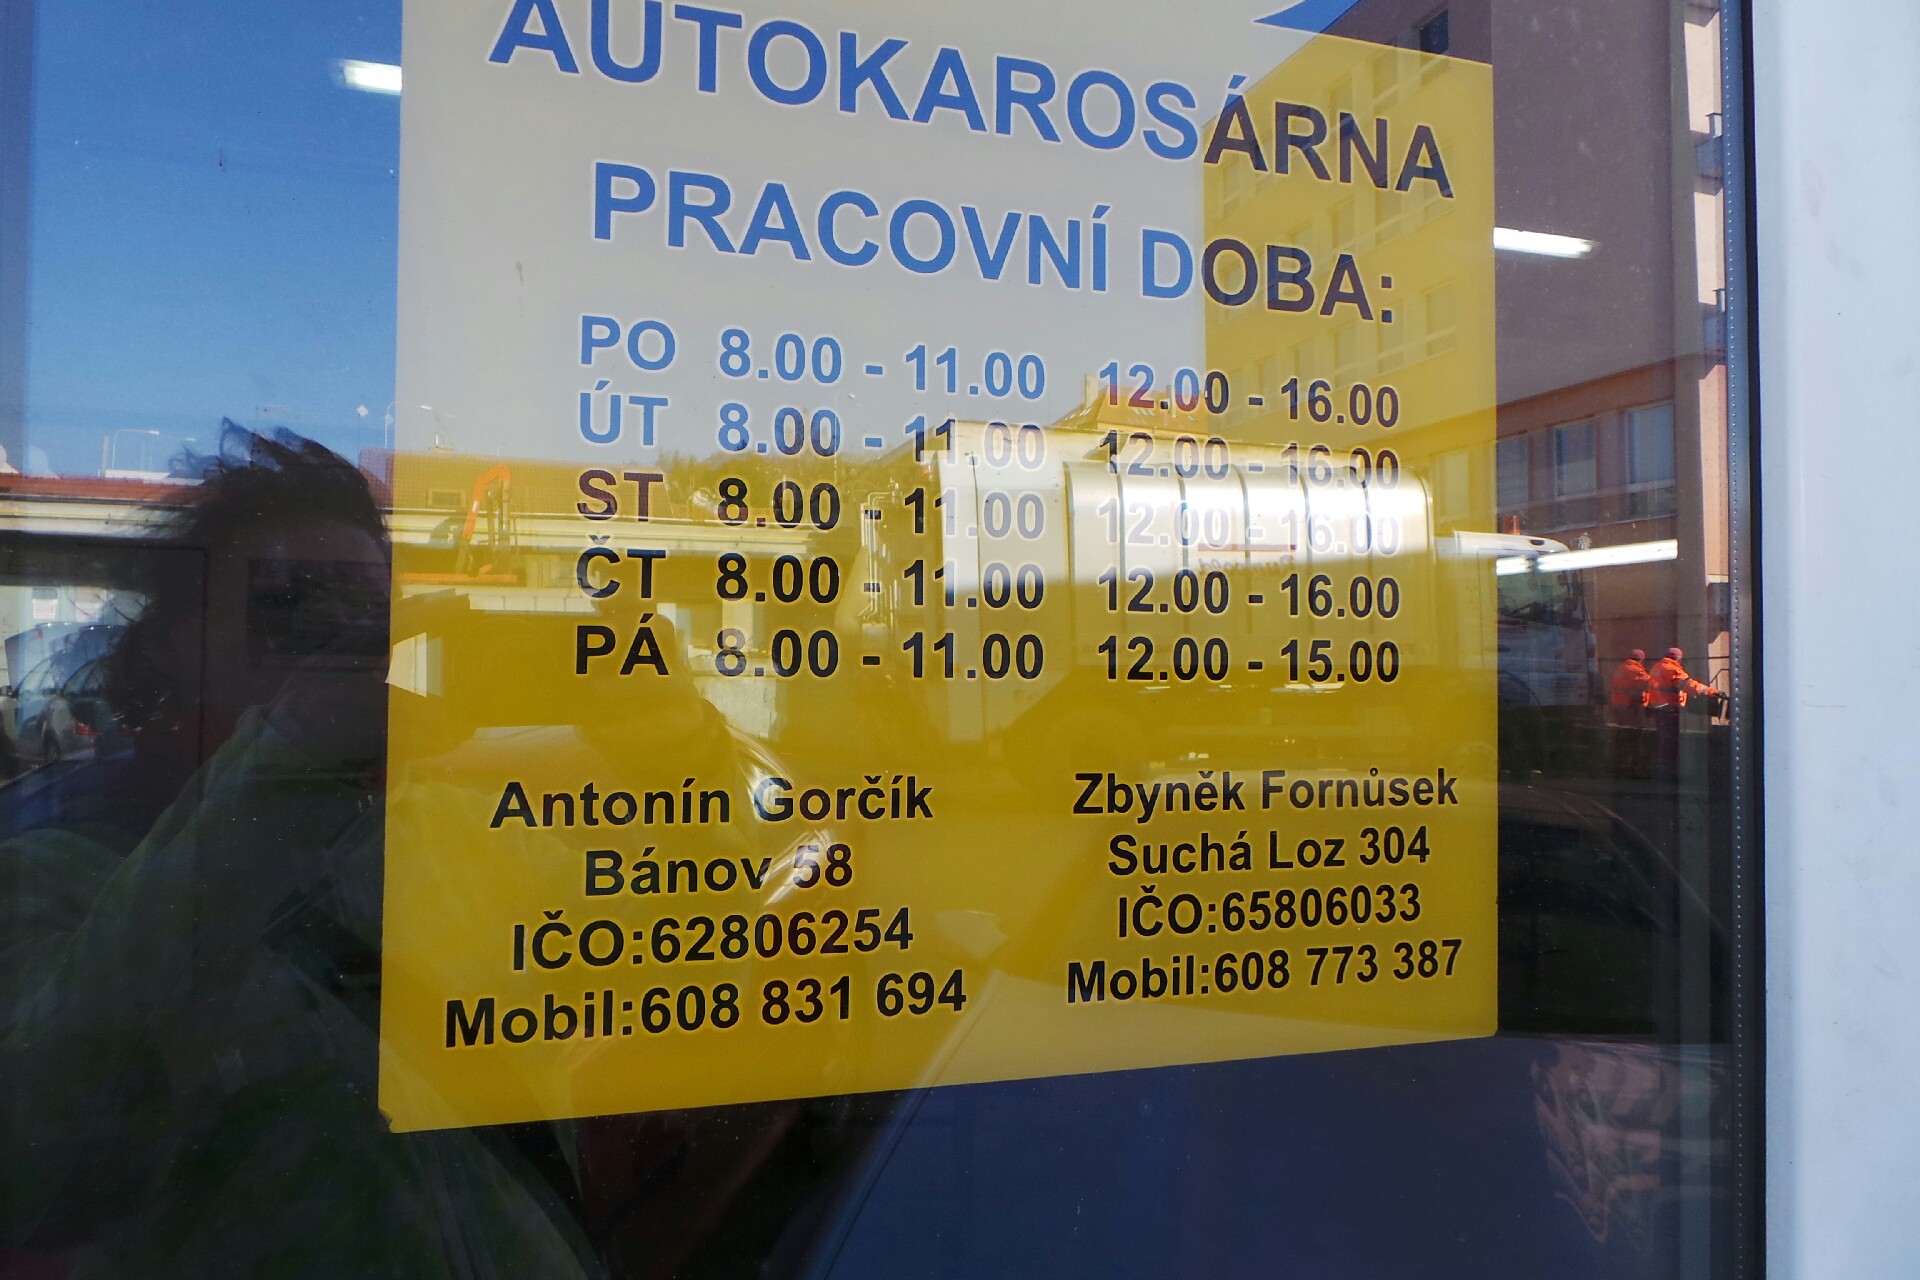 AUTOKAROSÁRNA
PRACOVNÍ DOBA:
PO 8.00 - 11.00 12.00 - 16.00
ÚT 8.00 - 11.00 12.00 - 16.00
ST 8.00 - 11.00 12.00 - 16.00
ČT 8.00 - 11.00 12.00 - 16.00
PÁ 8.00 - 11.00 12.00 - 15.00
Antonín Gorčík
Bánov 58
IČO:62806254
Mobil:608 831 694
Zbyněk Fornůsek
Suchá Loz 304
IČO:65806033
Mobil:608 773 387